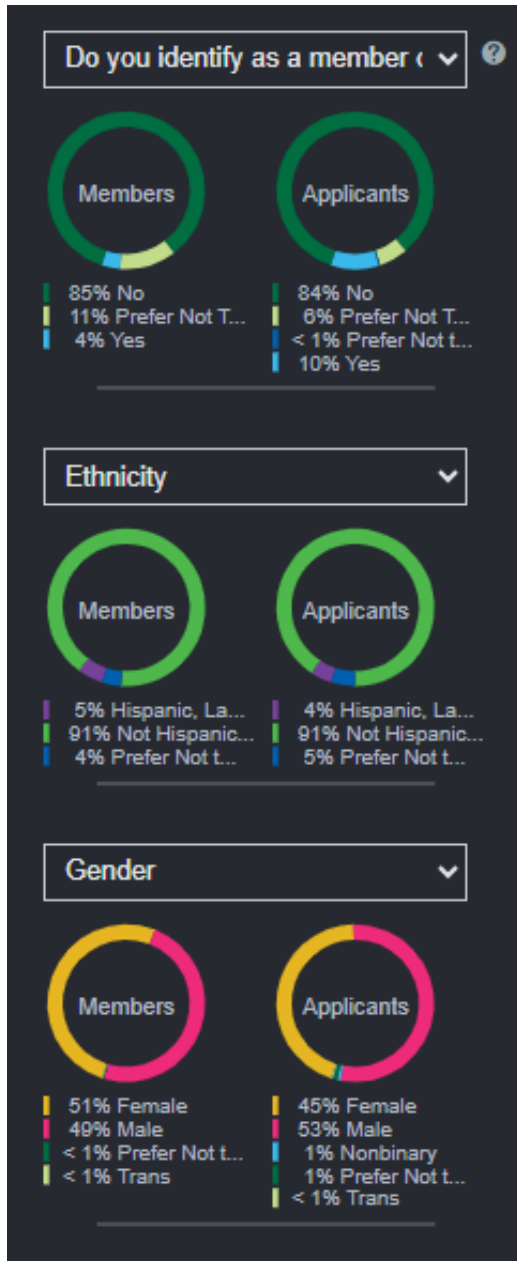 Do you identify as a member c
?
Members Applicants
85% No
11% Prefer Not T...
4% Yes
84% No
6% Prefer Not T...
< 1% Prefer Not t...
10% Yes
Ethnicity
Members Applicants
5% Hispanic, La...
91% Not Hispanic...
4% Prefer Not t...
4% Hispanic, La...
91% Not Hispanic...
5% Prefer Not t...
Gender
Members Applicants
51% Female
49% Male
< 1% Prefer Not t...
< 1% Trans
45% Female
53% Male
1% Nonbinary
1% Prefer Not t...
< 1% Trans